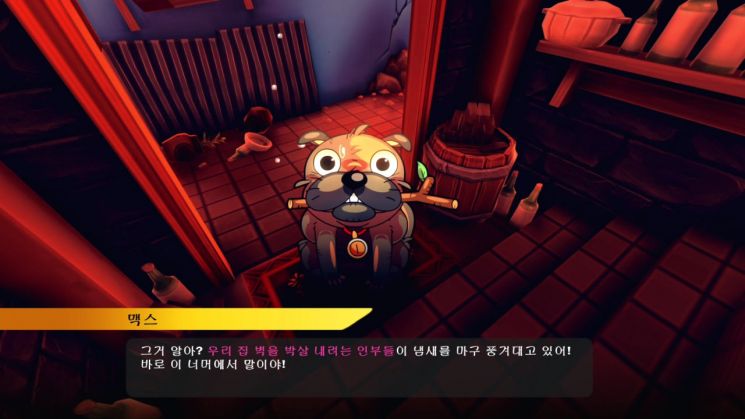 맥스
그거 알아? 우리 집 벽을 박살 내려는 인부들이 냄새를 마구 풍겨대고 있어!
바로 이 너머에서 말이야!